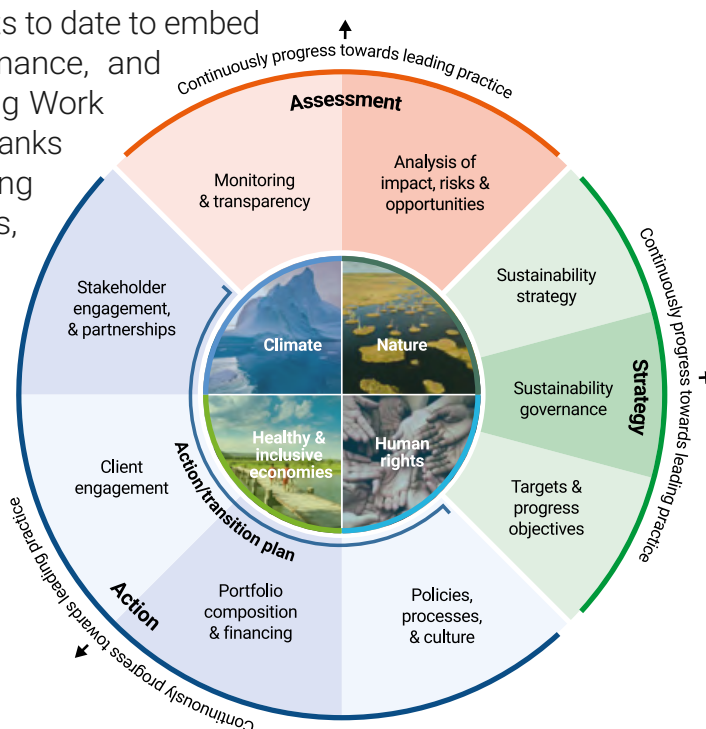 s to date to embed
nance, and
g Work
anks
ing
s,
Continuously progress towards leading practice
Assessment
Monitoring
& transparency
Analysis of
impact, risks &
opportunities
Stakeholder
engagement,
& partnerships
Sustainability
strategy
Continuously progress towards leading practice
Climate
Nature
Strategy
Sustainability
governance
Healthy &
inclusive
economies
Human
rights
Client
engagement
Action/transition plan
Targets &
progress
objectives
Action
Portfolio
composition
& financing
Policies,
processes,
& culture
Continuously progress towards leading practice